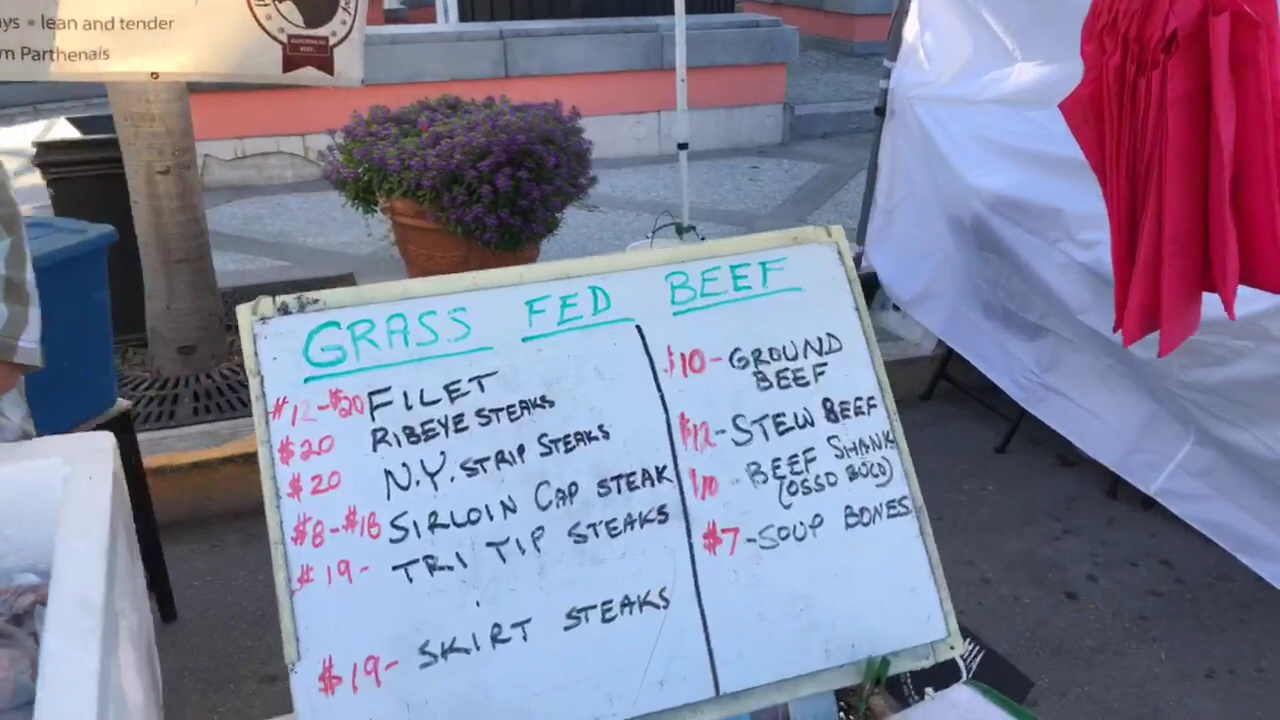 ays • lean and tender
m Parthenais
GRASS FED BEEF
$12-$20 FILET
$20 RIBEYE STEAKS
$20 N.Y. STRIP STEAKS
$8-$18 SIRLOIN CAP STEAK
$19- TRI TIP STEAKS
$19- SKIRT STEAKS
$10- GROUND
BEEF
$12- STEW BEEF
$10 BEEF SHANK
(OSSO BUCO)
$7- SOUP BONES